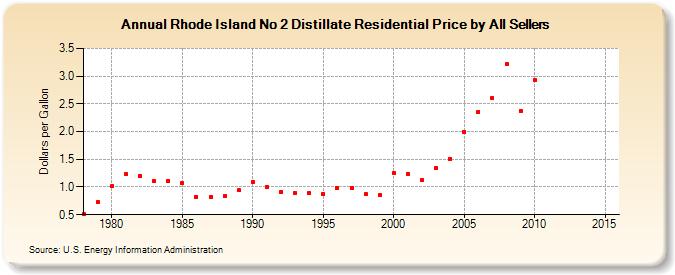 Annual Rhode Island No 2 Distillate Residential Price by All Sellers
Dollars per Gallon
3.5
3.0
2.5
2.0
1.5
1.0
0.5
1980 1985 1990 1995 2000 2005 2010 2015
Source: U.S. Energy Information Administration